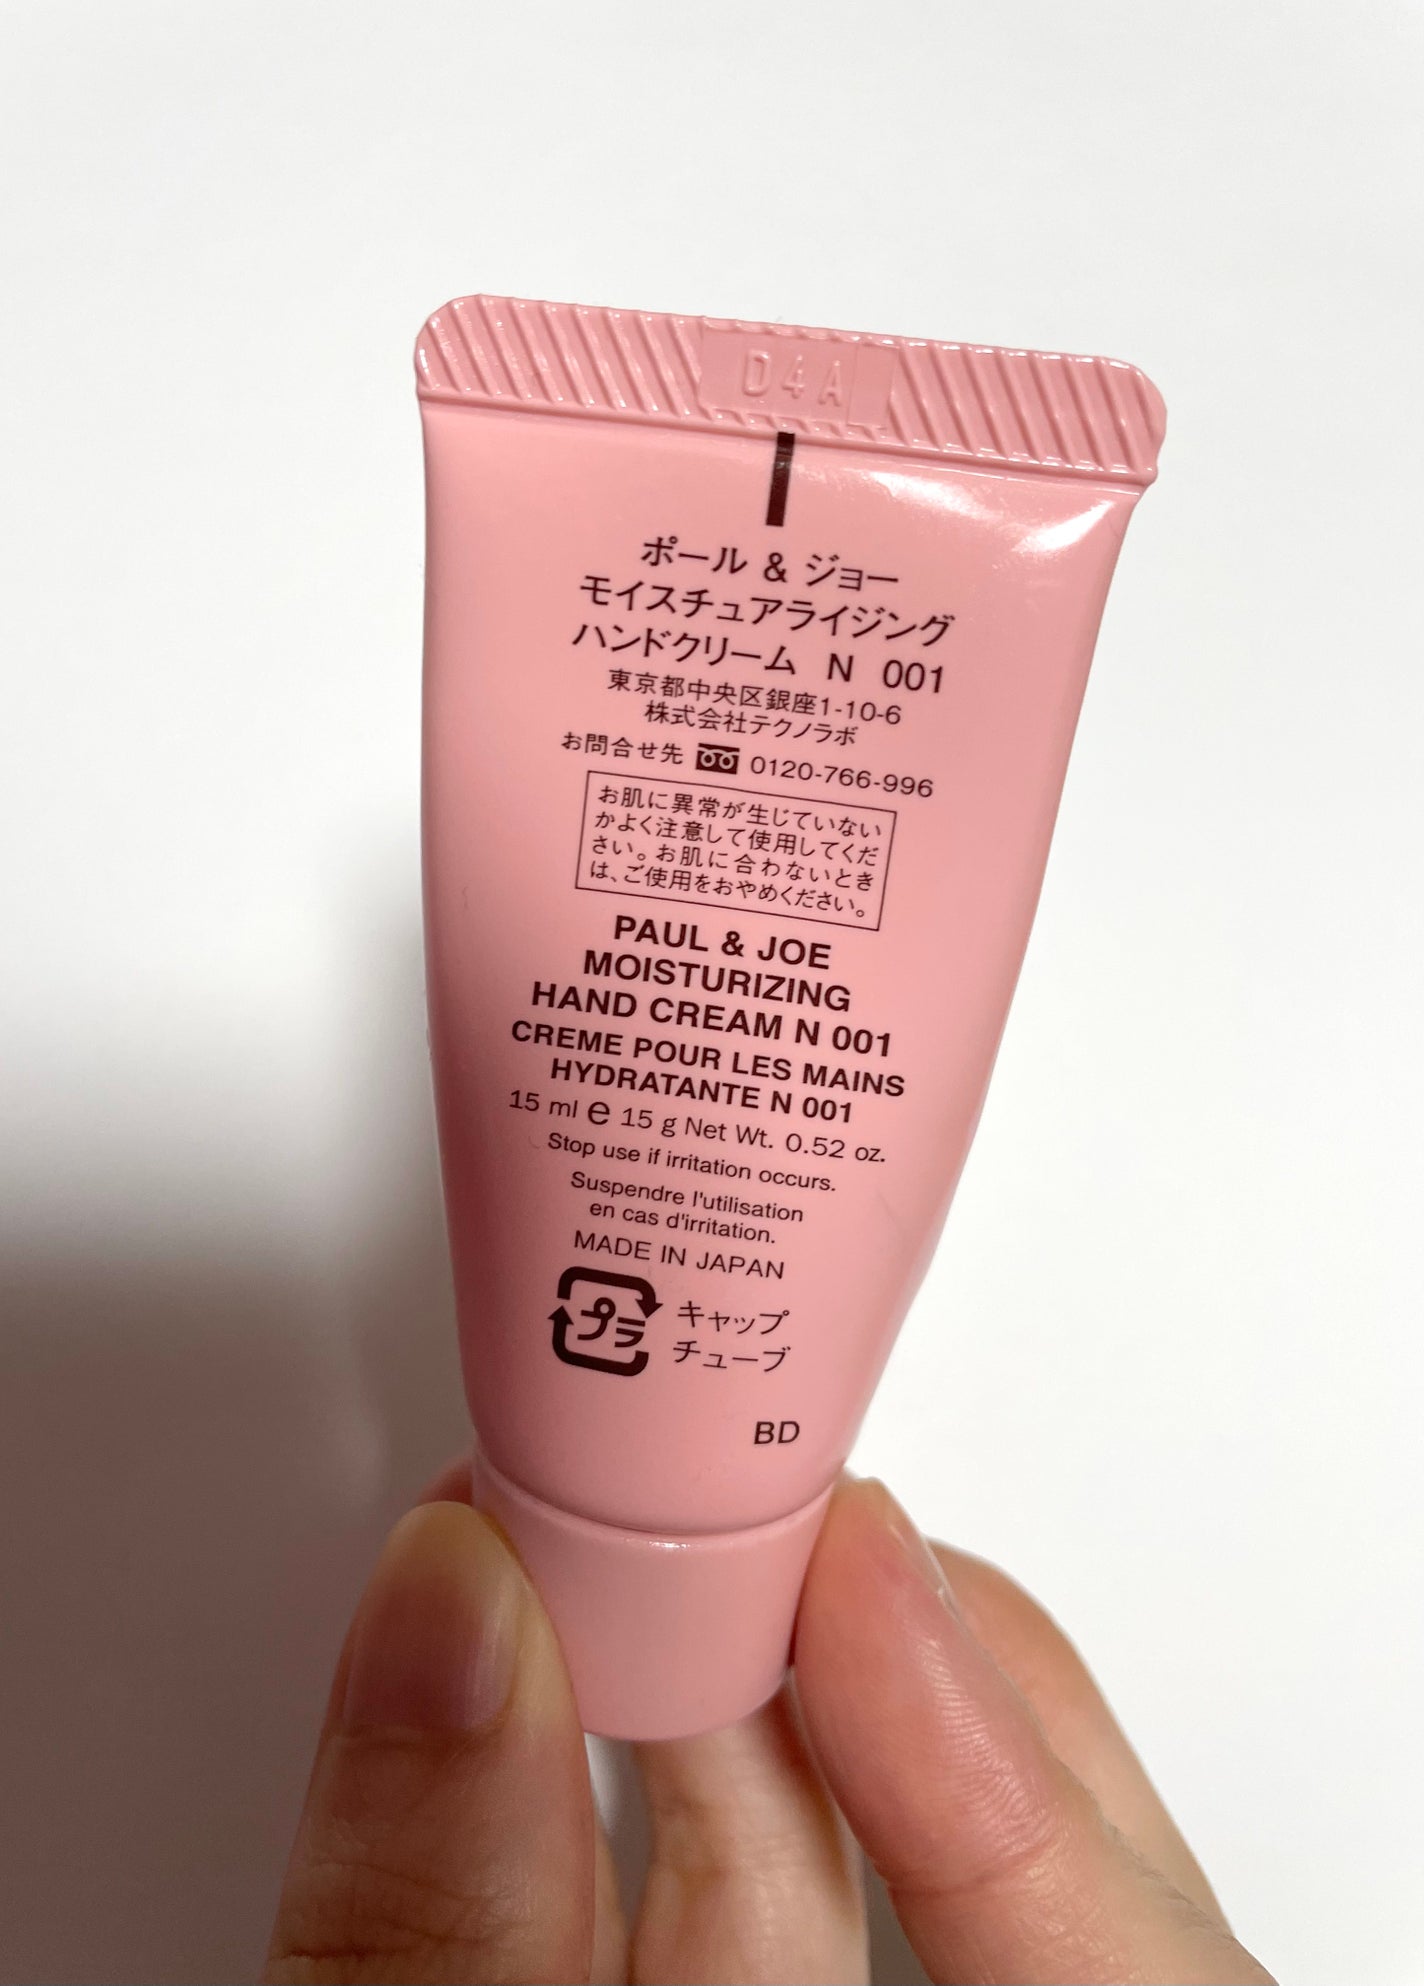 D4A
ポール & ジョー
モイスチュアライジング
ハンドクリーム N 001
東京都中央区銀座1-10-6
株式会社テクノラボ
お問合せ先 0120-766-996
お肌に異常が生じていない
かよく注意して使用してくだ
さい。お肌に合わないとき
は、ご使用をおやめください。
PAUL & JOE
MOISTURIZING
HAND CREAM N 001
CREME POUR LES MAINS
HYDRATANTE N 001
15 ml e 15 g Net Wt. 0.52 oz.
Stop use if irritation occurs.
Suspendre l'utilisation
en cas d'irritation.
MADE IN JAPAN
プラ キャップ
チューブ
BD